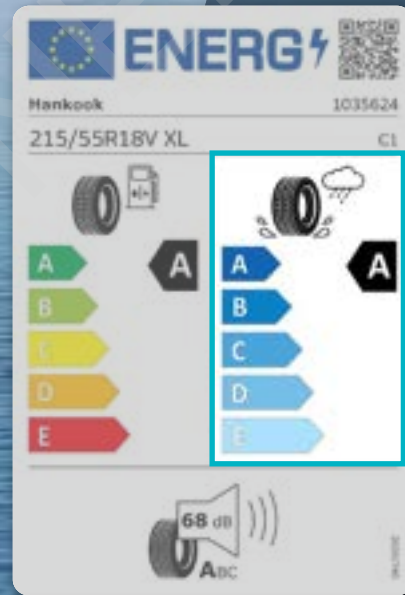 ENERG
Hankook 1035624
215/55R18V XL C1
A A
B
C
D
E
A A
B
C
D
E
68 dB
ABC